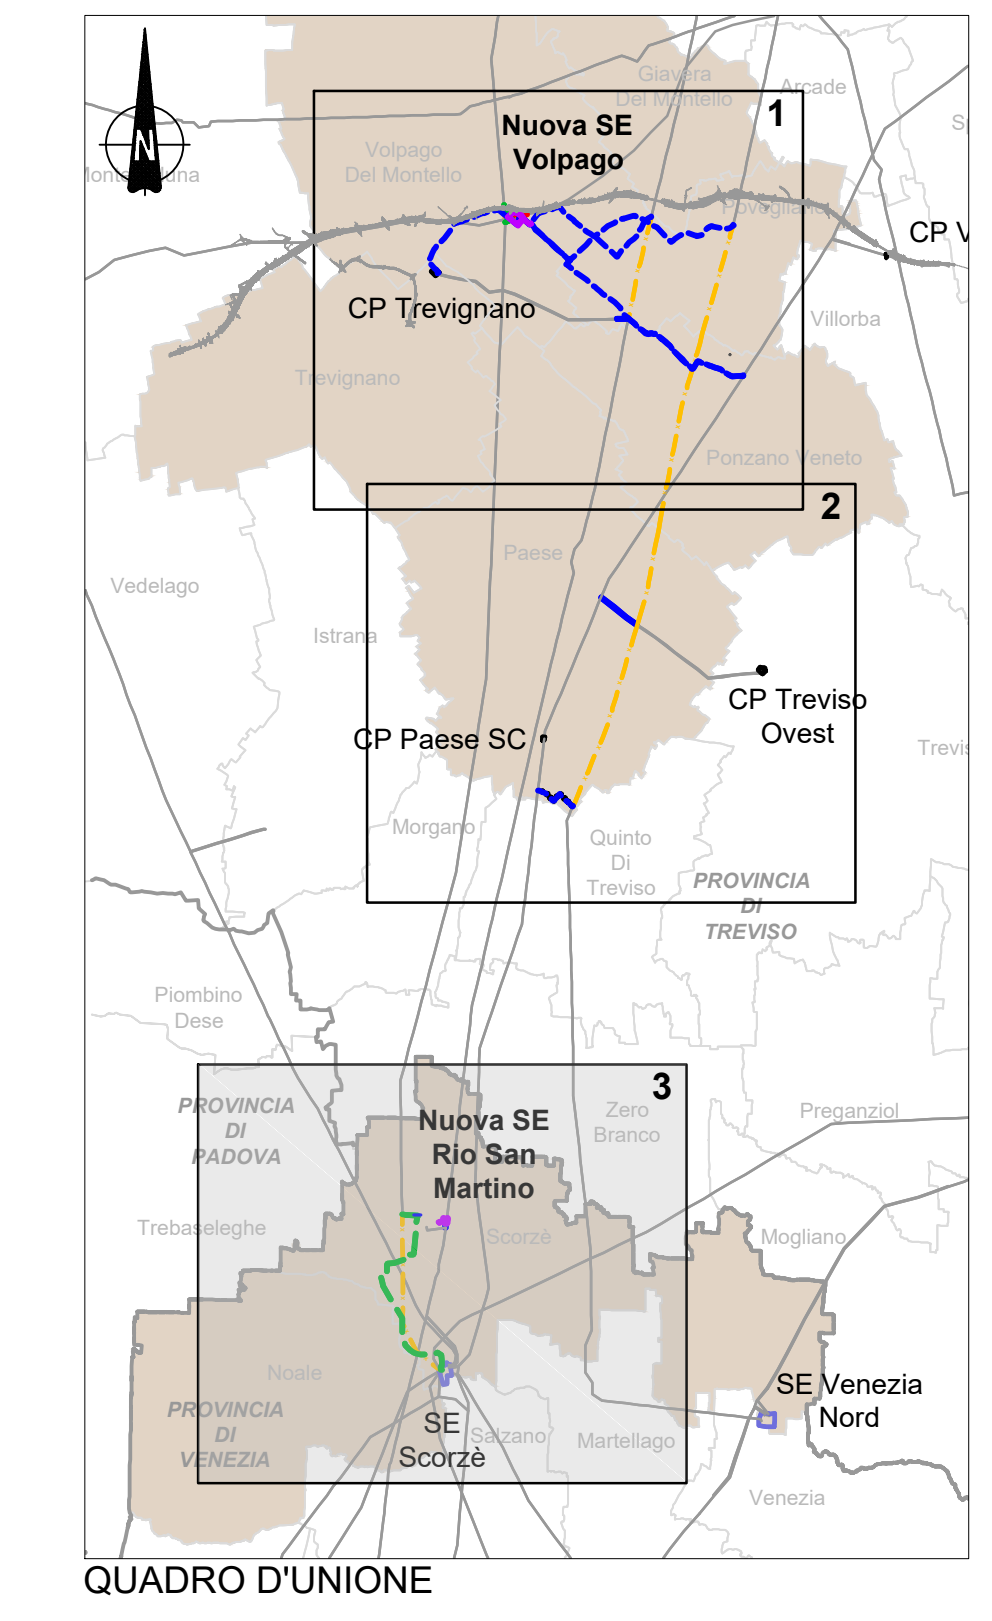 Giavera
Del Montello
Arcade
1
Nuova SE
Volpago
N
Volpago
Del Montello
Povegliano
CP V
CP Trevignano
Villorba
Trevignano
Ponzano Veneto
2
Paese
Vedelago
Istrana
CP Treviso
Ovest
CP Paese SC
Morgano
Quinto
Di
Treviso
PROVINCIA
DI
TREVISO
Piombino
Dese
3
PROVINCIA
DI
PADOVA
Nuova SE
Rio San
Martino
Zero
Branco
Preganziol
Trebaseleghe
Scorzè
Mogliano
Noale
SE Venezia
Nord
PROVINCIA
DI
VENEZIA
SE
Scorzè
Salzano
Martellago
Venezia
QUADRO D'UNIONE